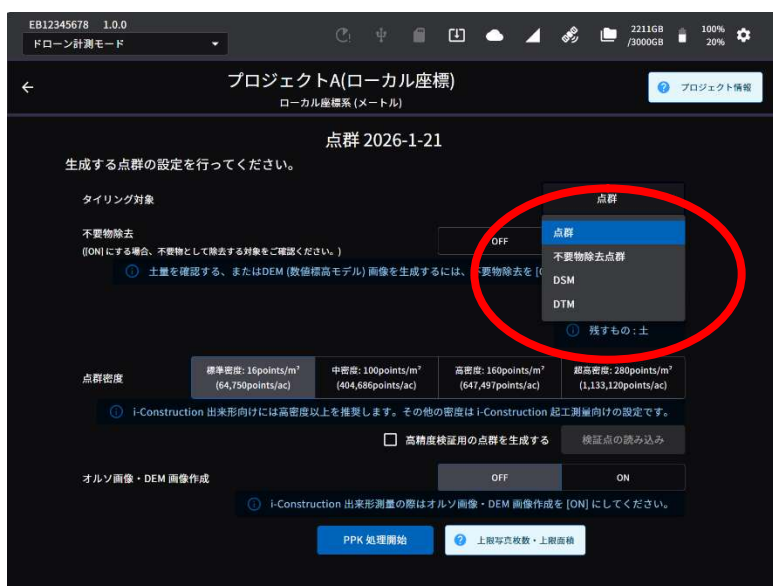 EB12345678 1.0.0
ドローン計測モード
2211GB
/3000GB
100%
20%
プロジェクトA(ローカル座標)
ローカル座標系 (メートル)
プロジェクト情報
点群 2026-1-21
生成する点群の設定を行ってください。
タイリング対象
点群
不要物除去
([ON] にする場合、不要物として除去する対象をご確認ください。)
OFF
点群
不要物除去点群
DSM
DTM
土量を確認する、またはDEM (数値標高モデル) 画像を生成するには、不要物除去を
残すもの : 土
点群密度
標準密度: 16points/m²
(64,750points/ac)
中密度: 100points/m²
(404,686points/ac)
高密度: 160points/m²
(647,497points/ac)
超高密度: 280points/m²
(1,133,120points/ac)
i-Construction 出来形向けには高密度以上を推奨します。その他の密度は i-Construction 起工測量向けの設定です。
高精度検証用の点群を生成する
検証点の読み込み
オルソ画像・DEM 画像作成
OFF
ON
i-Construction 出来形測量の際はオルソ画像・DEM 画像作成を [ON] にしてください。
PPK 処理開始
上限写真枚数・上限面積